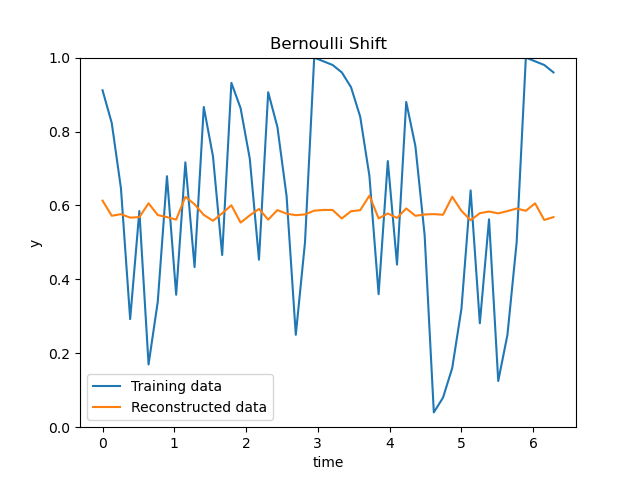 Bernoulli Shift
1.0
0.8
0.6
0.4
0.2
0.0
y
Training data
Reconstructed data
0 1 2 3 4 5 6
time